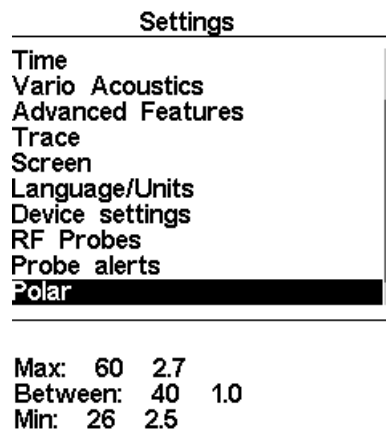 Settings
Time
Vario Acoustics
Advanced Features
Trace
Screen
Language/Units
Device settings
RF Probes
Probe alerts
Polar
Max: 60 2.7
Between: 40 1.0
Min: 26 2.5